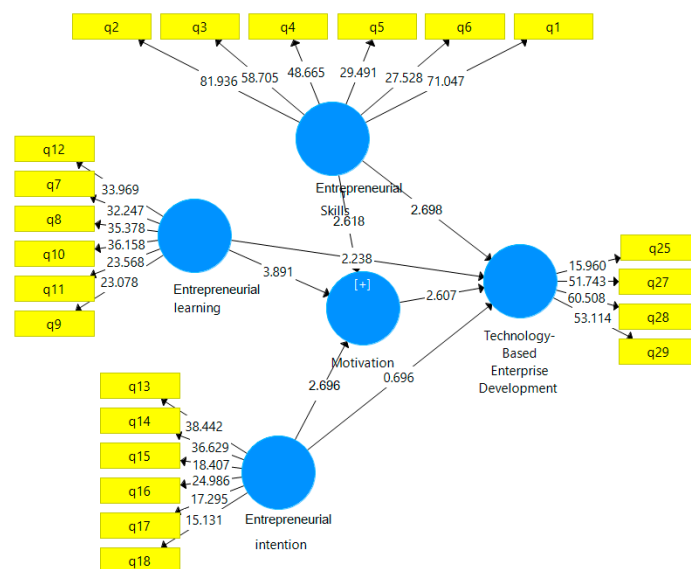 q2
q3
q4
q5
q6
q1
81.936
58.705
48.665
29.491
27.528
71.047
q12
q7
q8
q10
q11
q9
33.969
32.247
35.378
36.158
23.568
23.078
Entrepreneurial
Skills
2.618
2.698
Entrepreneurial
learning
3.891
2.238
[+]
Motivation
2.607
q25
q27
q28
q29
15.960
51.743
60.508
53.114
Technology-
Based
Enterprise
Development
2.696
0.696
q13
q14
q15
q16
q17
q18
38.442
36.629
18.407
24.986
17.295
15.131
Entrepreneurial
intention